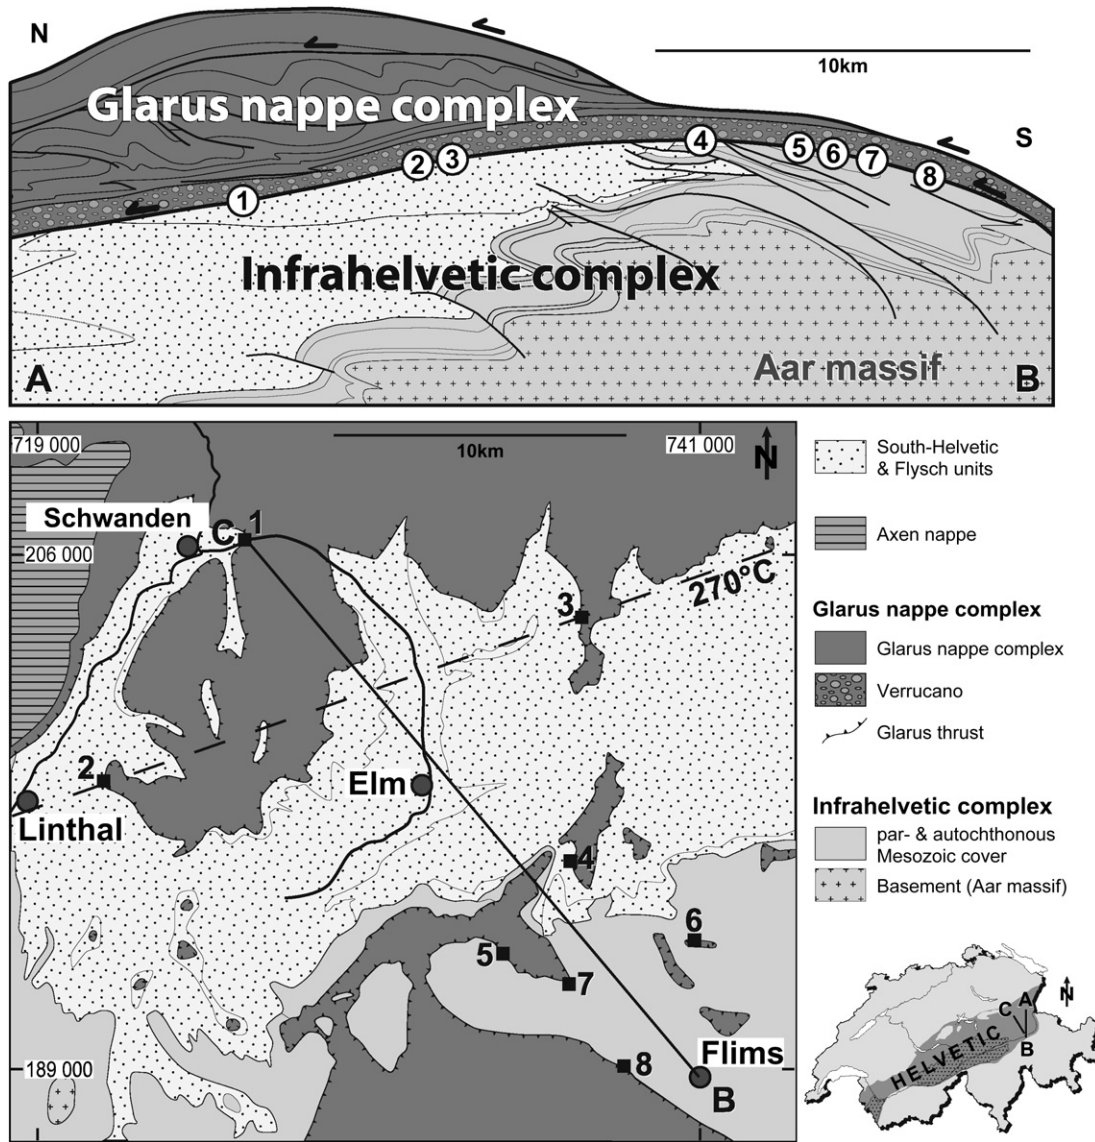 N
10km
Glarus nappe complex
S
1
2
3
4
5
6
7
8
Infrahelvetic complex
Aar massif
A
B
719 000
10km
741 000
N
Schwanden
C
1
206 000
270°C
3
2
Elm
Linthal
4
5
6
7
189 000
8
Flims
B
South-Helvetic
& Flysch units
Axen nappe
Glarus nappe complex
Glarus nappe complex
Verrucano
Glarus thrust
Infrahelvetic complex
par- & autochthonous
Mesozoic cover
Basement (Aar massif)
N
C A
HELVETIC
B